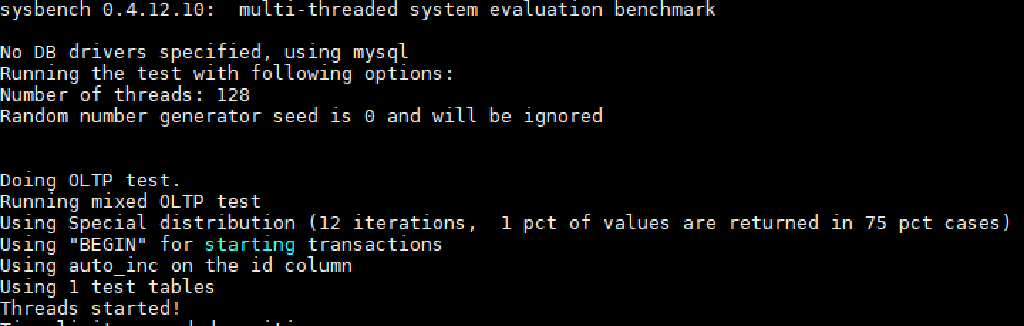 sysbench 0.4.12.10:  multi-threaded system evaluation benchmark
No DB drivers specified, using mysql
Running the test with following options:
Number of threads: 128
Random number generator seed is 0 and will be ignored
Doing OLTP test.
Running mixed OLTP test
Using Special distribution (12 iterations,  1 pct of values are returned in 75 pct cases)
Using "BEGIN" for starting transactions
Using auto_inc on the id column
Using 1 test tables
Threads started!